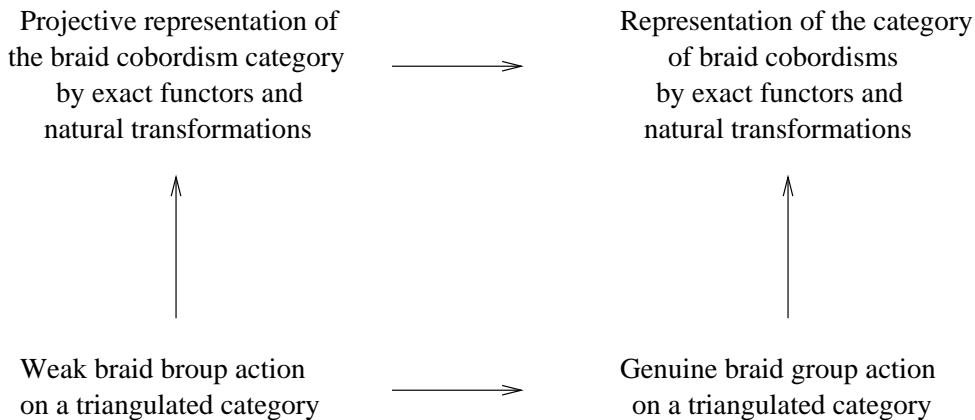 Projective representation of
the braid cobordism category
by exact functors and
natural transformations
Representation of the category
of braid cobordisms
by exact functors and
natural transformations
Weak braid broup action
on a triangulated category
Genuine braid group action
on a triangulated category